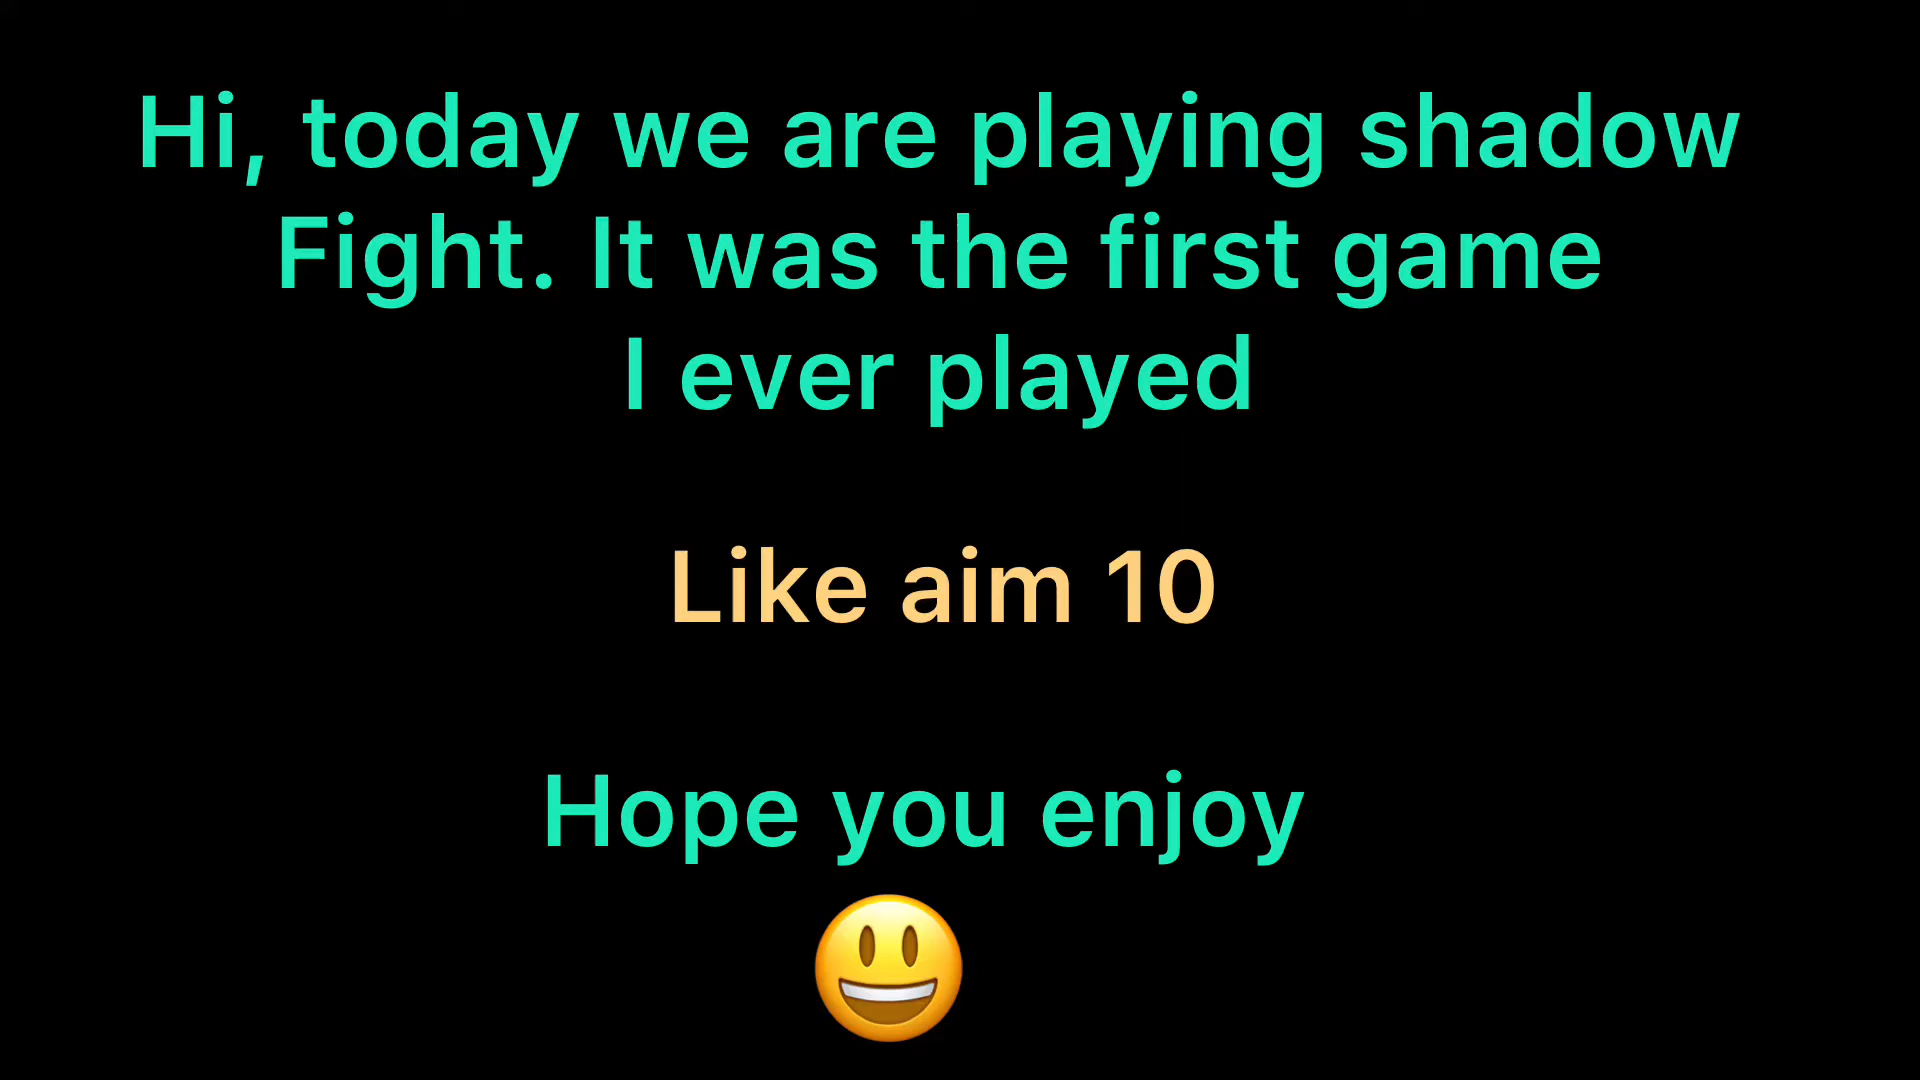 Hi, today we are playing shadow
Fight. It was the first game
I ever played
Like aim 10
Hope you enjoy
😃